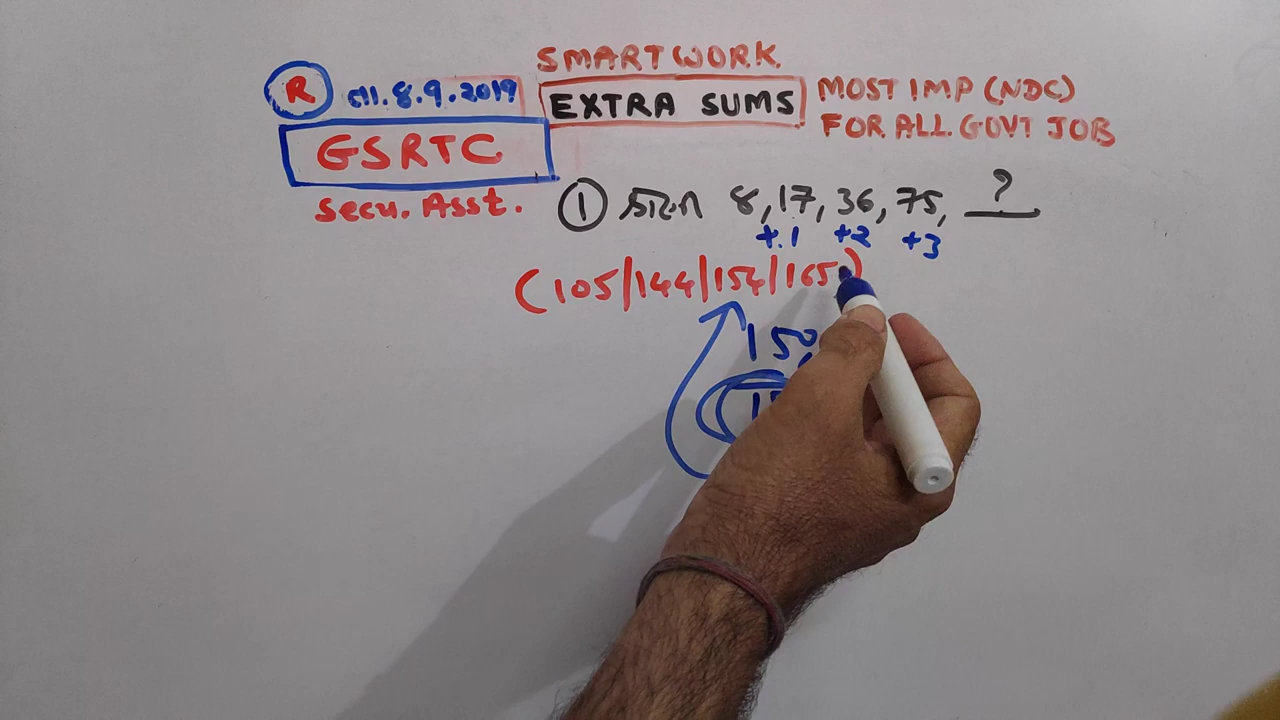 SMARTWORK
R તા.8.9.2019 EXTRA SUMS MOST IMP (NDC)
GSRTC FOR ALL GOVT JOB
Secu. Asst. ① 8, 17, 36, 75, ?
+1 +2 +3
(105/144/154/165)
150